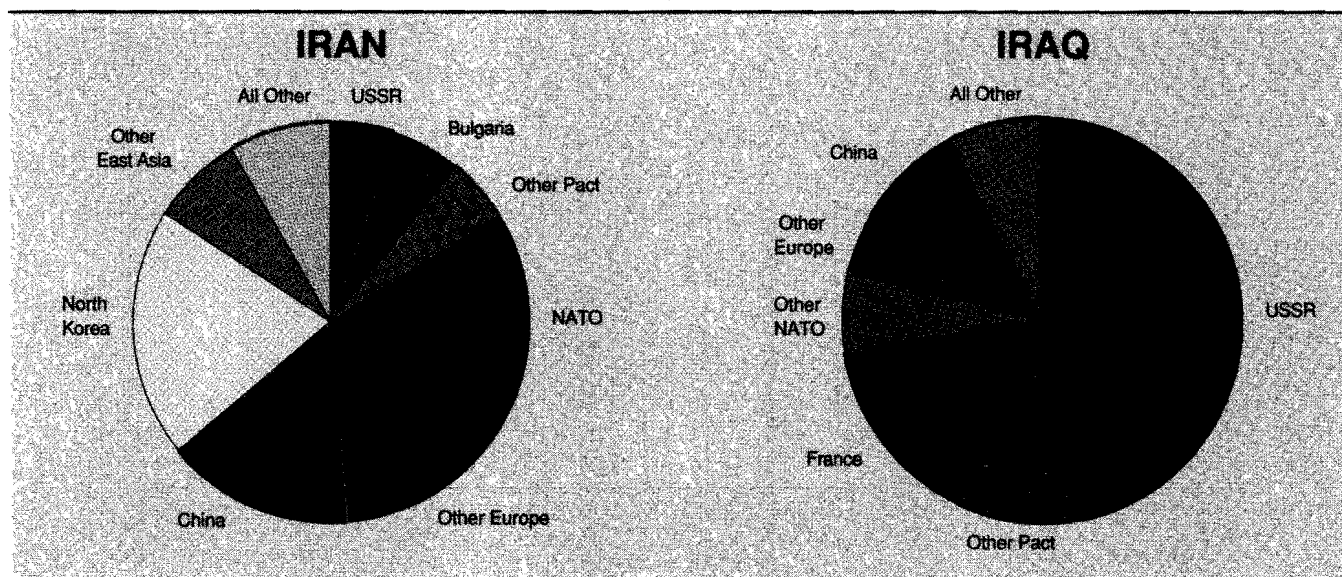 IRAN
All Other
USSR
Bulgaria
Other Pact
NATO
Other Europe
China
North
Korea
Other
East Asia
IRAQ
All Other
USSR
Other Pact
France
Other
NATO
Other
Europe
China